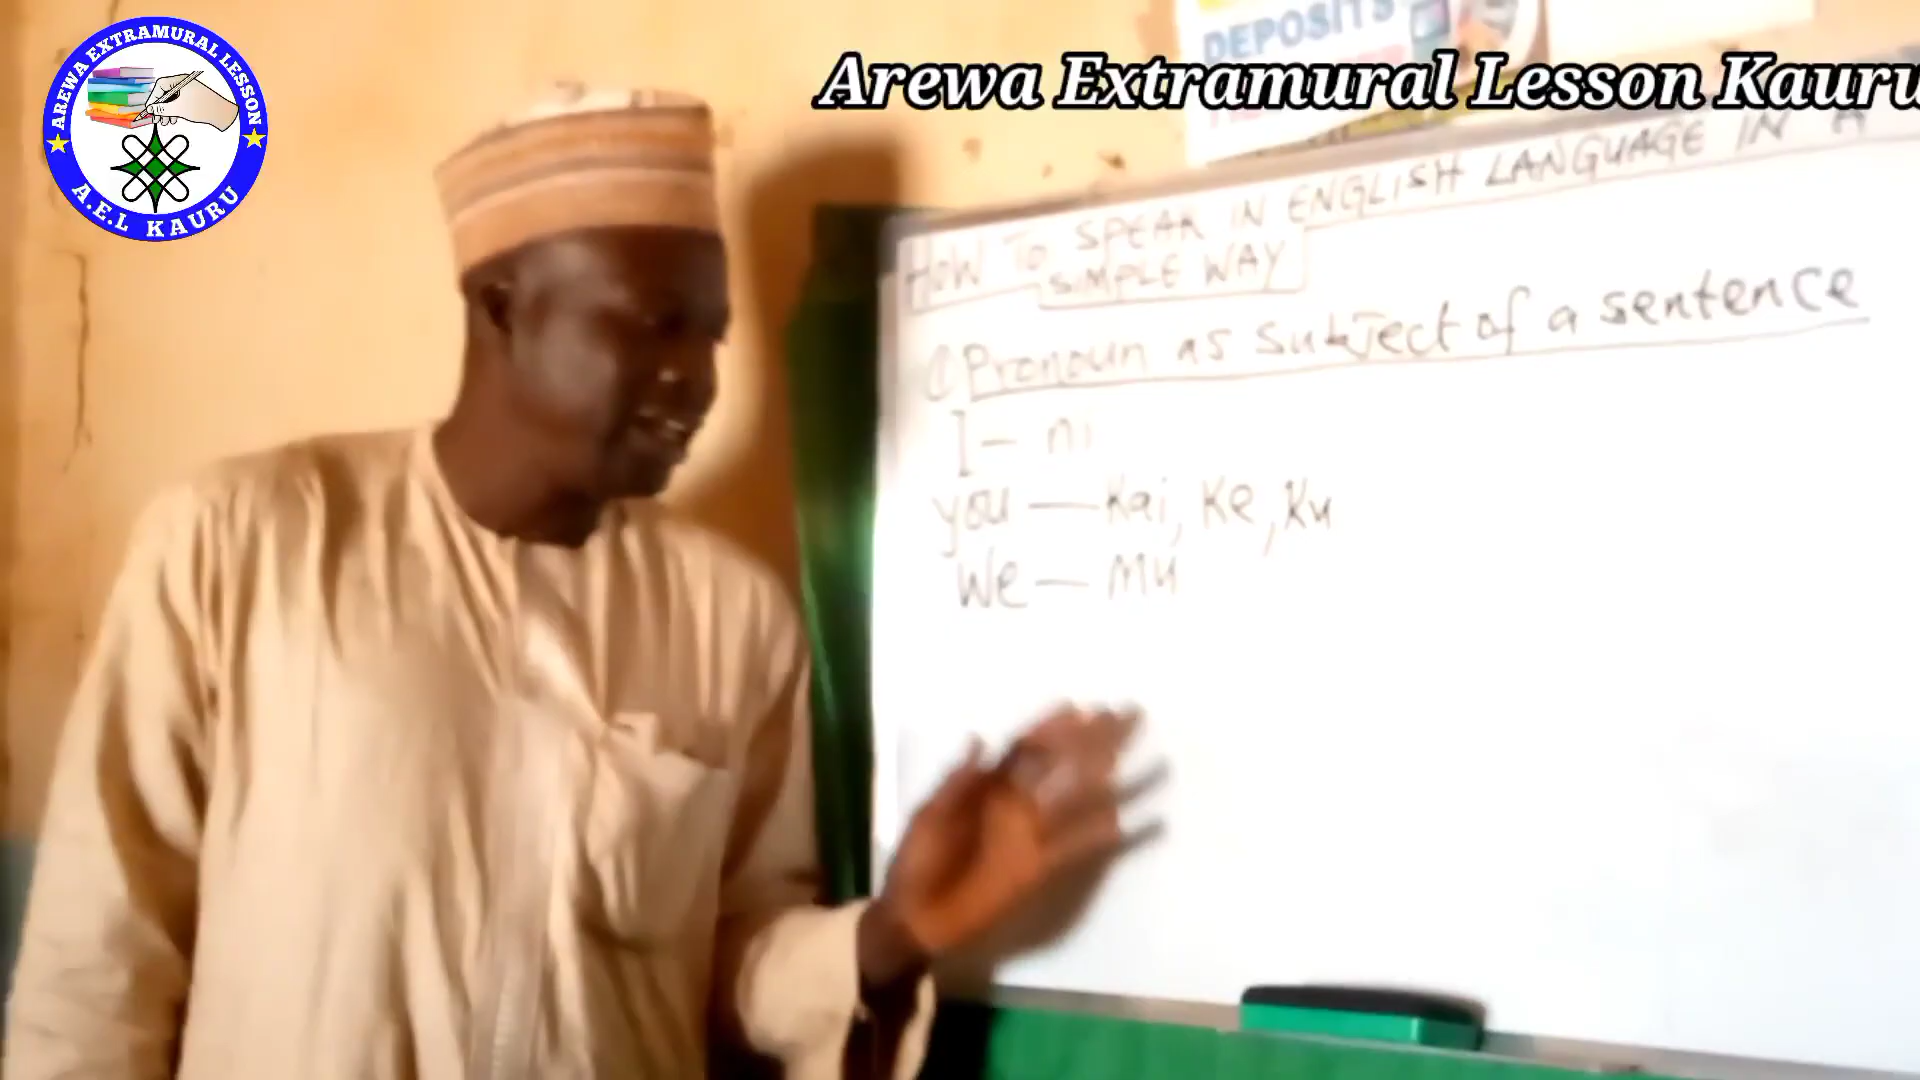 AREWA EXTRAMURAL LESSON
A.E.L KAURU
Arewa Extramural Lesson Kauru
DEPOSITS
HOW TO SPEAK IN ENGLISH LANGUAGE IN A
SIMPLE WAY
① Pronoun as Subject of a sentence
I — ni
you — Kai, Ke, Ku
We — Mu